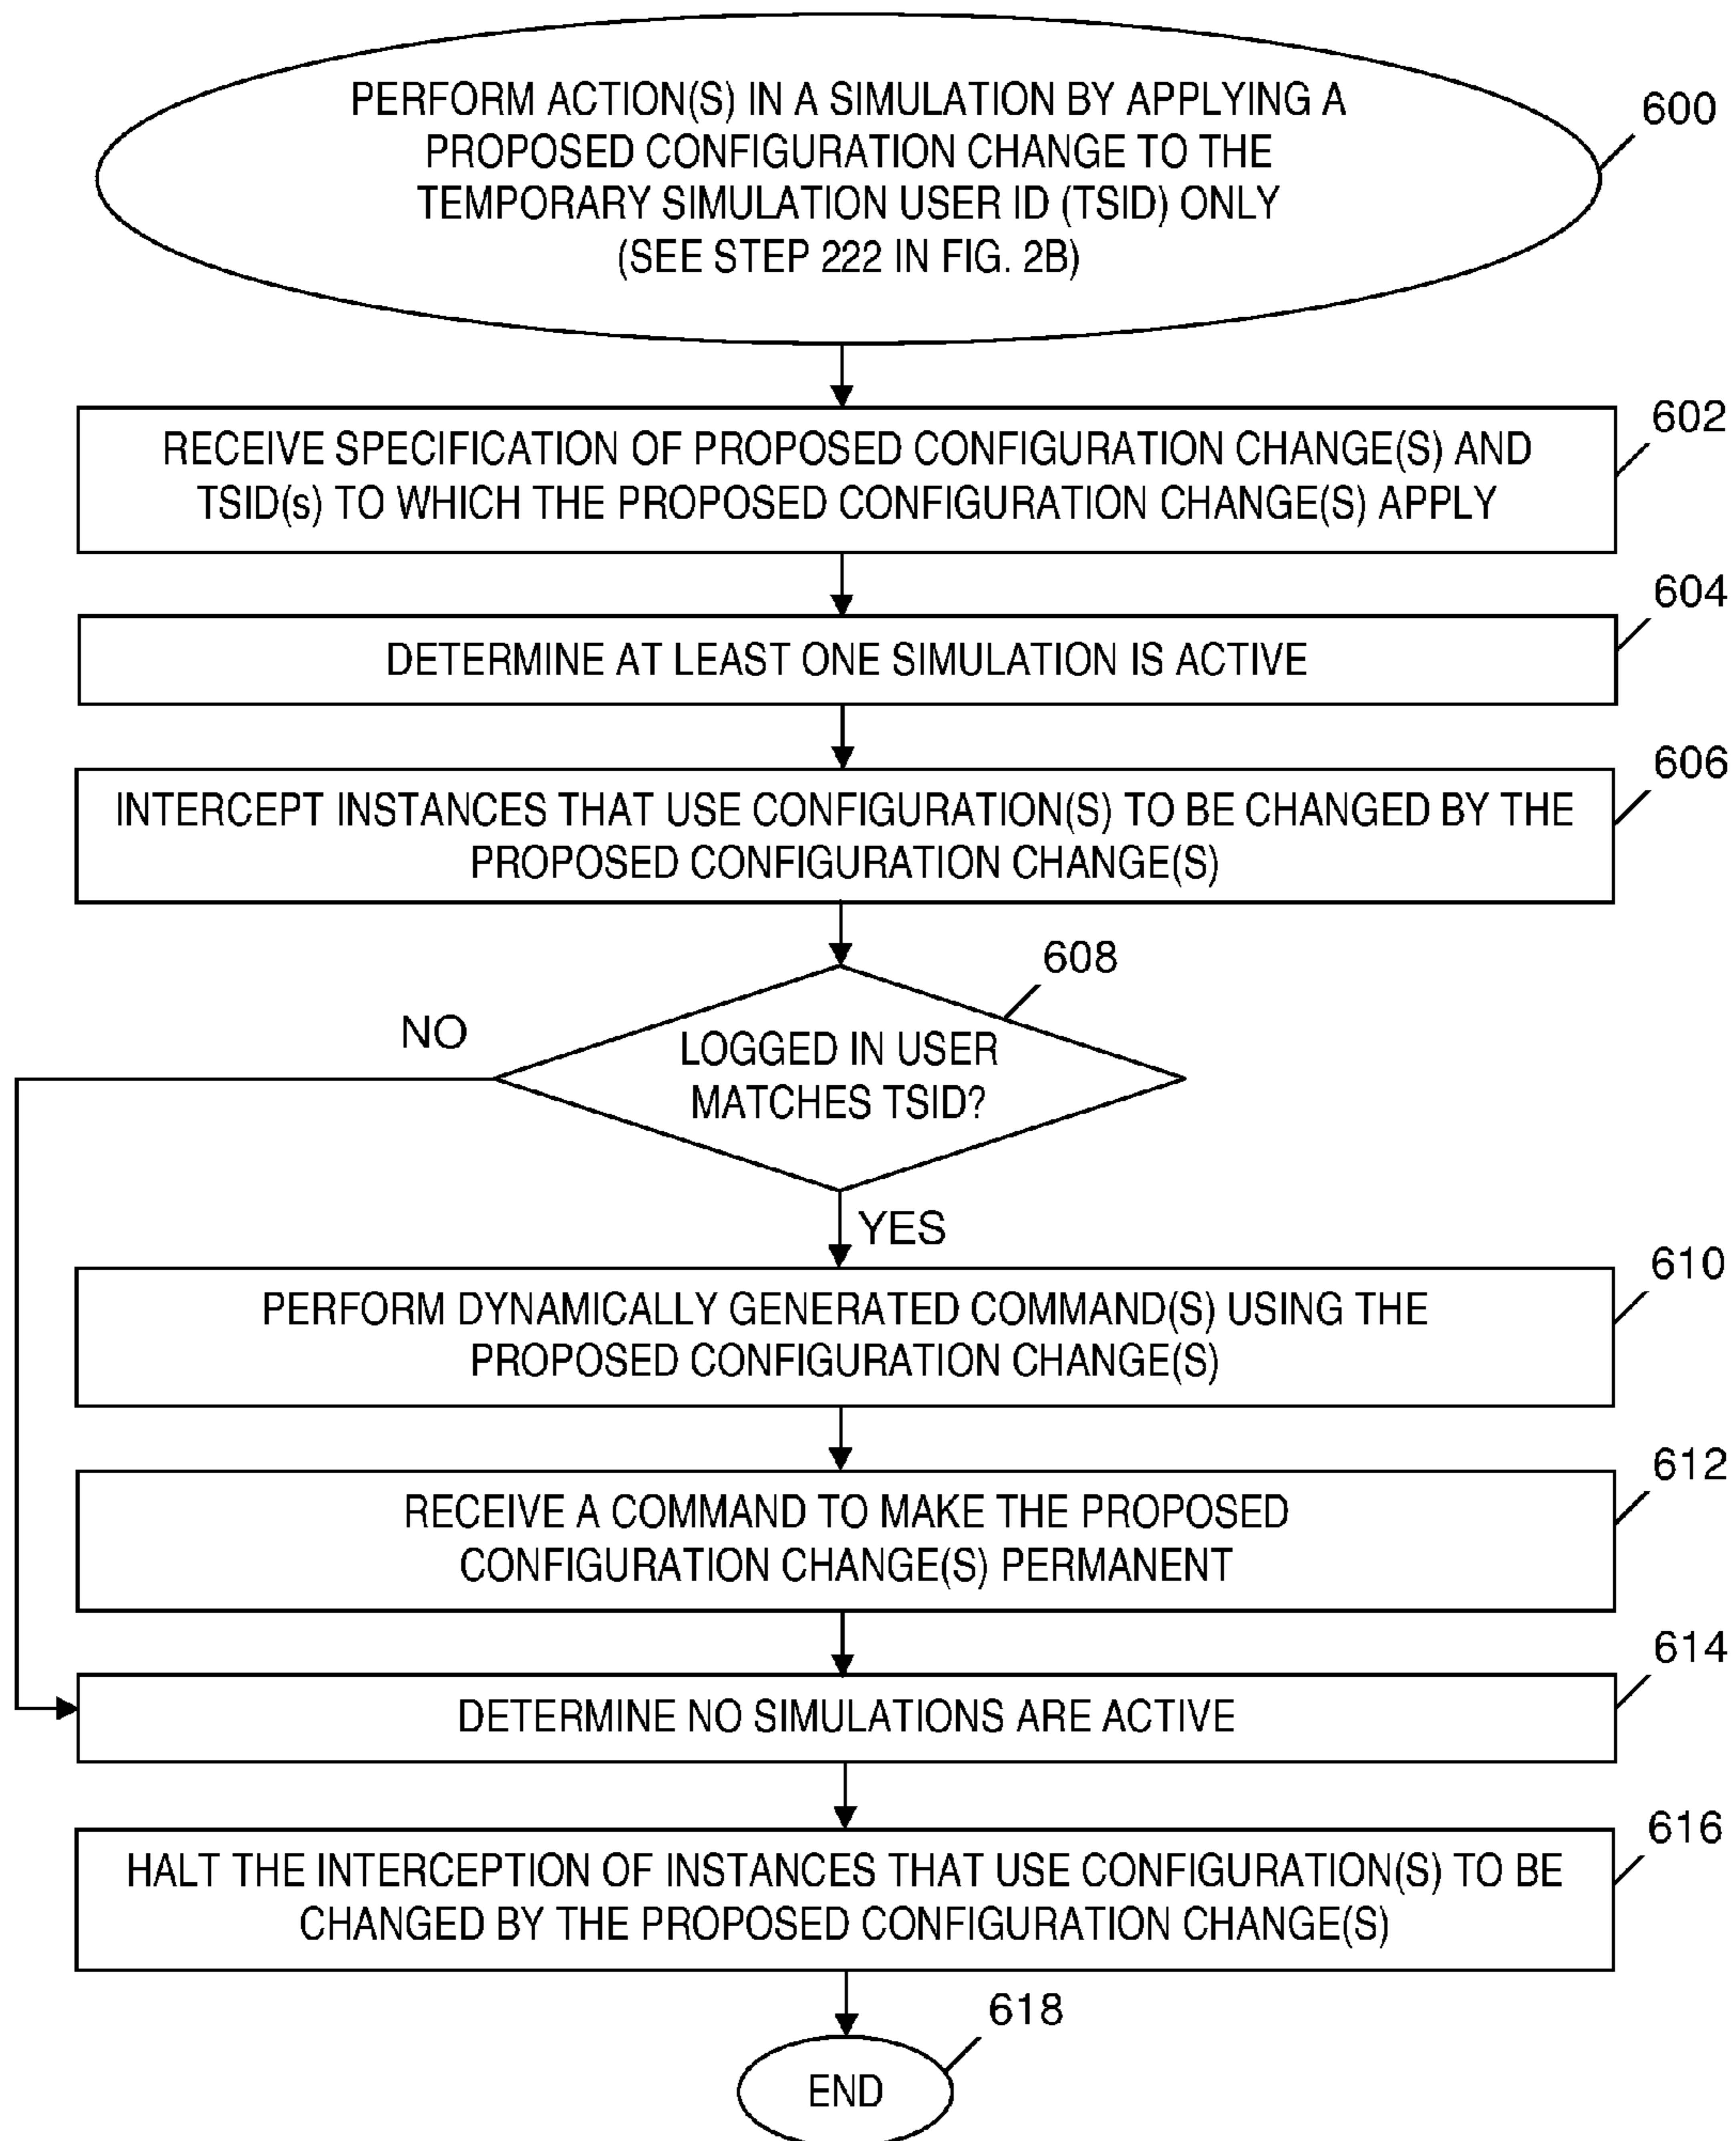 PERFORM ACTION(S) IN A SIMULATION BY APPLYING A
PROPOSED CONFIGURATION CHANGE TO THE
TEMPORARY SIMULATION USER ID (TSID) ONLY
(SEE STEP 222 IN FIG. 2B)
600
RECEIVE SPECIFICATION OF PROPOSED CONFIGURATION CHANGE(S) AND
TSID(s) TO WHICH THE PROPOSED CONFIGURATION CHANGE(S) APPLY
602
DETERMINE AT LEAST ONE SIMULATION IS ACTIVE
604
INTERCEPT INSTANCES THAT USE CONFIGURATION(S) TO BE CHANGED BY THE
PROPOSED CONFIGURATION CHANGE(S)
606
608
NO
LOGGED IN USER
MATCHES TSID?
YES
PERFORM DYNAMICALLY GENERATED COMMAND(S) USING THE
PROPOSED CONFIGURATION CHANGE(S)
610
RECEIVE A COMMAND TO MAKE THE PROPOSED
CONFIGURATION CHANGE(S) PERMANENT
612
DETERMINE NO SIMULATIONS ARE ACTIVE
614
HALT THE INTERCEPTION OF INSTANCES THAT USE CONFIGURATION(S) TO BE
CHANGED BY THE PROPOSED CONFIGURATION CHANGE(S)
616
618
END